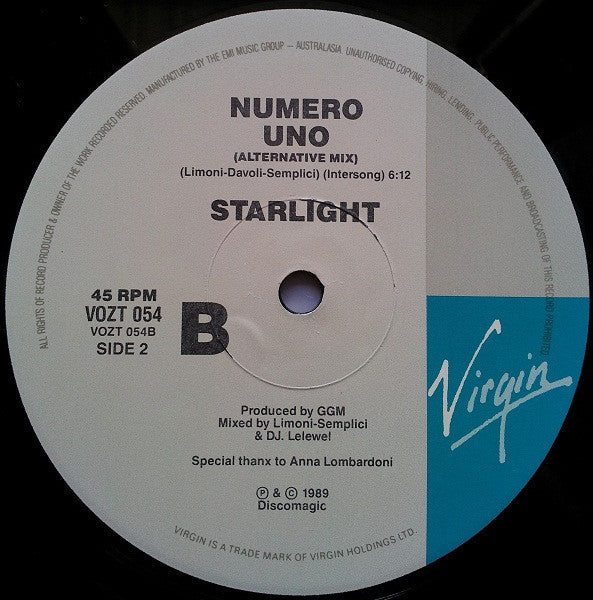 ALL RIGHTS OF RECORD PRODUCER & OWNER OF THE WORK RECORDED RESERVED. MANUFACTURED BY THE EMI MUSIC GROUP – AUSTRALASIA. UNAUTHORISED COPYING, HIRING, LENDING, PUBLIC PERFORMANCE AND BROADCASTING OF THIS RECORD PROHIBITED
NUMERO
UNO
(ALTERNATIVE MIX)
(Limoni-Davoli-Semplici) (Intersong) 6:12
STARLIGHT
45 RPM
VOZT 054
VOZT 054B
SIDE 2
B
Virgin
Produced by GGM
Mixed by Limoni-Semplici
& DJ. Lelewel
Special thanx to Anna Lombardoni
℗ & © 1989
Discomagic
VIRGIN IS A TRADE MARK OF VIRGIN HOLDINGS LTD.